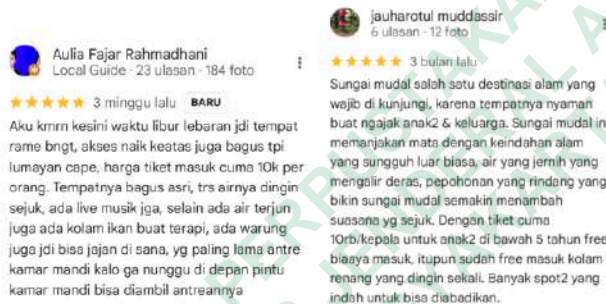 Aulia Fajar Rahmadhani
Local Guide · 23 ulasan · 184 foto
3 minggu lalu BARU
Aku kmrn kesini waktu libur lebaran jdi tempat
rame bngt, akses naik keatas juga bagus tpi
lumayan cape, harga tiket masuk cuma 10k per
orang. Tempatnya bagus asri, trs airnya dingin
sejuk, ada live musik jga, selain ada air terjun
juga ada kolam ikan buat terapi, ada warung
juga jdi bisa jajan di sana, yg paling lama antre
kamar mandi kalo ga nunggu di depan pintu
kamar mandi bisa diambil antreannya
jauharotul muddassir
6 ulasan · 12 foto
3 bulan lalu
Sungai mudal salah satu destinasi alam yang
wajib di kunjungi, karena tempatnya nyaman
buat ngajak anak2 & keluarga. Sungai mudal in
memanjakan mata dengan keindahan alam
yang sungguh luar biasa, air yang jernih yang
mengalir deras, pepohonan yang rindang yang
bikin sungai mudal semakin menambah
suasana yg sejuk. Dengan tiket cuma
10rb/kepala untuk anak2 di bawah 5 tahun free
biaaya masuk, itupun sudah free masuk kolam
renang yang dingin sekali. Banyak spot2 yang
indah untuk bisa diabadikan.